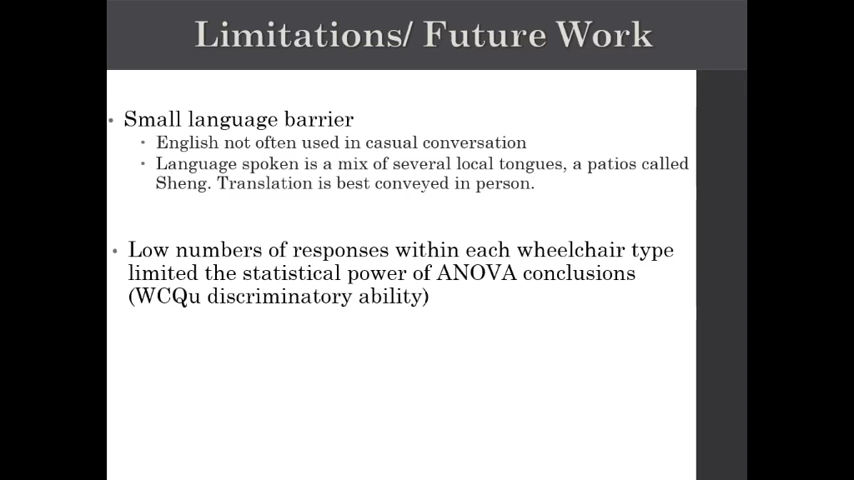 Limitations/ Future Work
• Small language barrier
• English not often used in casual conversation
• Language spoken is a mix of several local tongues, a patios called
Sheng. Translation is best conveyed in person.
• Low numbers of responses within each wheelchair type
limited the statistical power of ANOVA conclusions
(WCQu discriminatory ability)